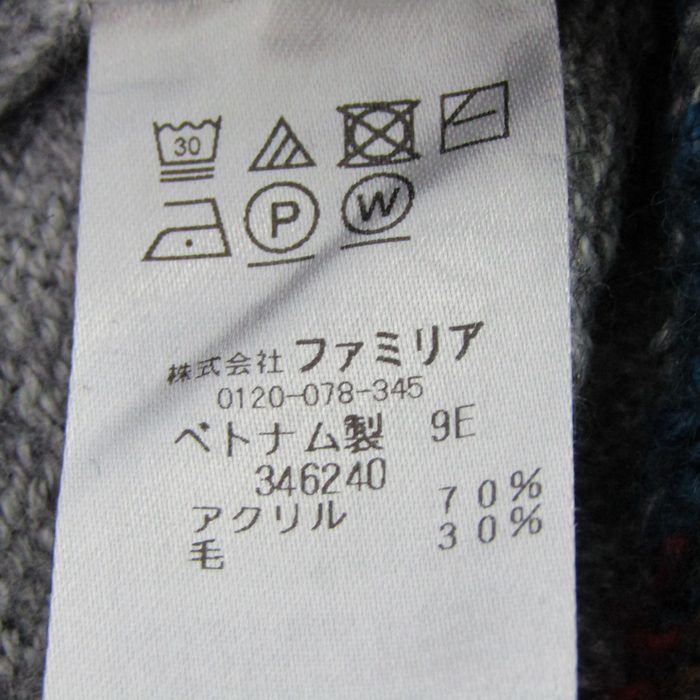 30
P W
株式会社 ファミリア
0120-078-345
ベトナム製 9E
346240
アクリル 70%
毛 30%